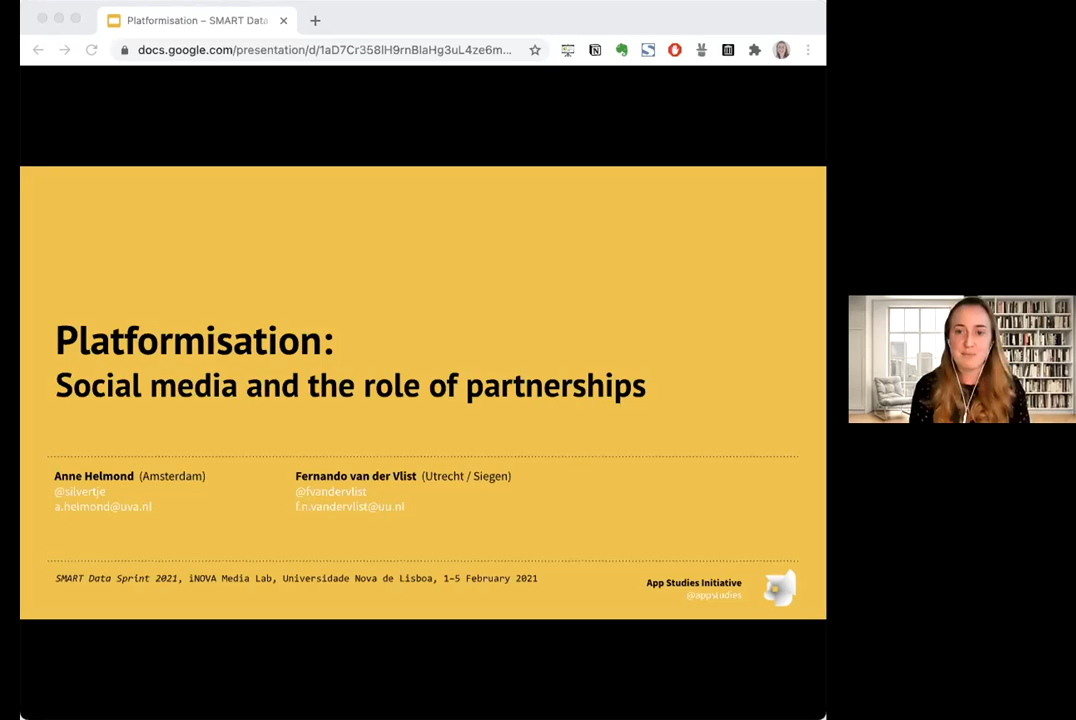 Platformisation – SMART Data
docs.google.com/presentation/d/1aD7Cr358lH9rnBlaHg3uL4ze6m...
Platformisation:
Social media and the role of partnerships
Anne Helmond (Amsterdam)
@silvertje
a.helmond@uva.nl
Fernando van der Vlist (Utrecht / Siegen)
@fvandervlist
f.n.vandervlist@uu.nl
SMART Data Sprint 2021, iNOVA Media Lab, Universidade Nova de Lisboa, 1–5 February 2021
App Studies Initiative
@appstudies